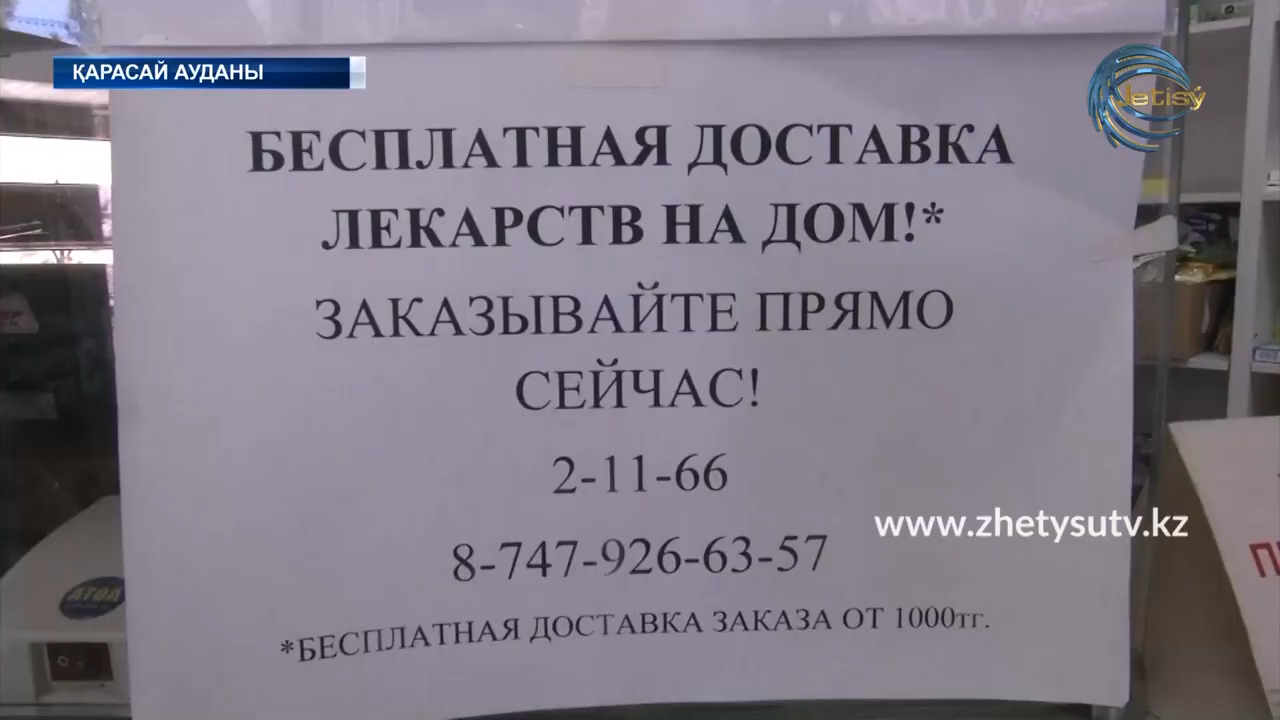 ҚАРАСАЙ АУДАНЫ
Jetisý
БЕСПЛАТНАЯ ДОСТАВКА
ЛЕКАРСТВ НА ДОМ!*
ЗАКАЗЫВАЙТЕ ПРЯМО
СЕЙЧАС!
2-11-66
www.zhetysutv.kz
8-747-926-63-57
*БЕСПЛАТНАЯ ДОСТАВКА ЗАКАЗА ОТ 1000тг.
АТОЛ